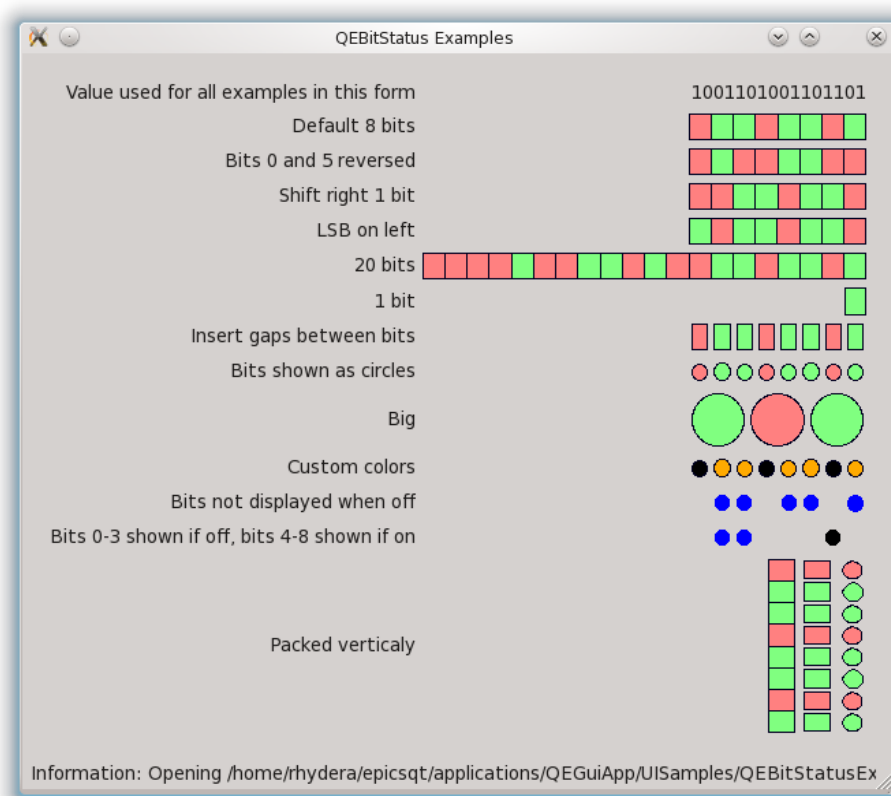 QEBitStatus Examples
Value used for all examples in this form 1001101001101101
Default 8 bits
Bits 0 and 5 reversed
Shift right 1 bit
LSB on left
20 bits
1 bit
Insert gaps between bits
Bits shown as circles
Big
Custom colors
Bits not displayed when off
Bits 0-3 shown if off, bits 4-8 shown if on
Packed verticaly
Information: Opening /home/rhydera/epicsqt/applications/QEGuiApp/UISamples/QEBitStatusEx